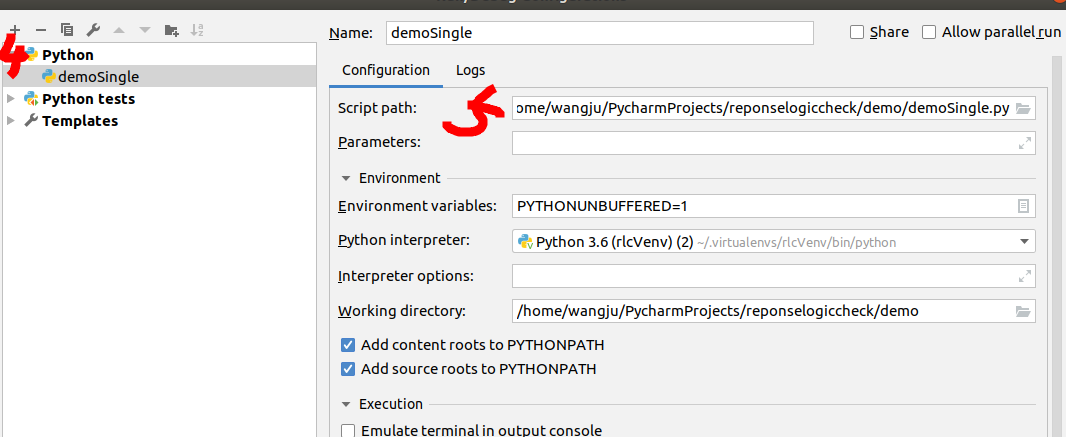 Name: demoSingle Share Allow parallel run
4
Python
demoSingle
Python tests
Templates
Configuration Logs
5
Script path: ome/wangju/PycharmProjects/reponselogiccheck/demo/demoSingle.py
Parameters:
Environment
Environment variables: PYTHONUNBUFFERED=1
Python interpreter: Python 3.6 (rlcVenv) (2) ~/.virtualenvs/rlcVenv/bin/python
Interpreter options:
Working directory: /home/wangju/PycharmProjects/reponselogiccheck/demo
Add content roots to PYTHONPATH
Add source roots to PYTHONPATH
Execution
Emulate terminal in output console